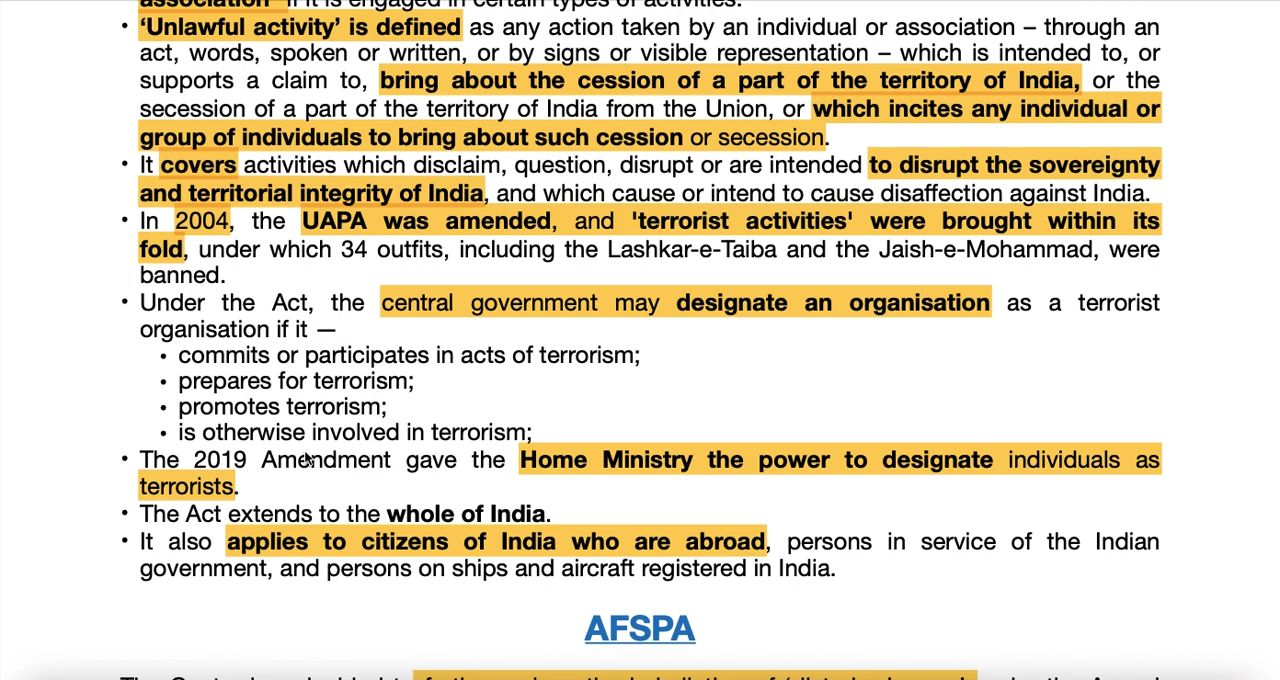 association' if it is engaged in certain types of activities.
• 'Unlawful activity' is defined as any action taken by an individual or association – through an
act, words, spoken or written, or by signs or visible representation – which is intended to, or
supports a claim to, bring about the cession of a part of the territory of India, or the
secession of a part of the territory of India from the Union, or which incites any individual or
group of individuals to bring about such cession or secession.
• It covers activities which disclaim, question, disrupt or are intended to disrupt the sovereignty
and territorial integrity of India, and which cause or intend to cause disaffection against India.
• In 2004, the UAPA was amended, and 'terrorist activities' were brought within its
fold, under which 34 outfits, including the Lashkar-e-Taiba and the Jaish-e-Mohammad, were
banned.
• Under the Act, the central government may designate an organisation as a terrorist
organisation if it —
• commits or participates in acts of terrorism;
• prepares for terrorism;
• promotes terrorism;
• is otherwise involved in terrorism;
• The 2019 Amendment gave the Home Ministry the power to designate individuals as
terrorists.
• The Act extends to the whole of India.
• It also applies to citizens of India who are abroad, persons in service of the Indian
government, and persons on ships and aircraft registered in India.
AFSPA